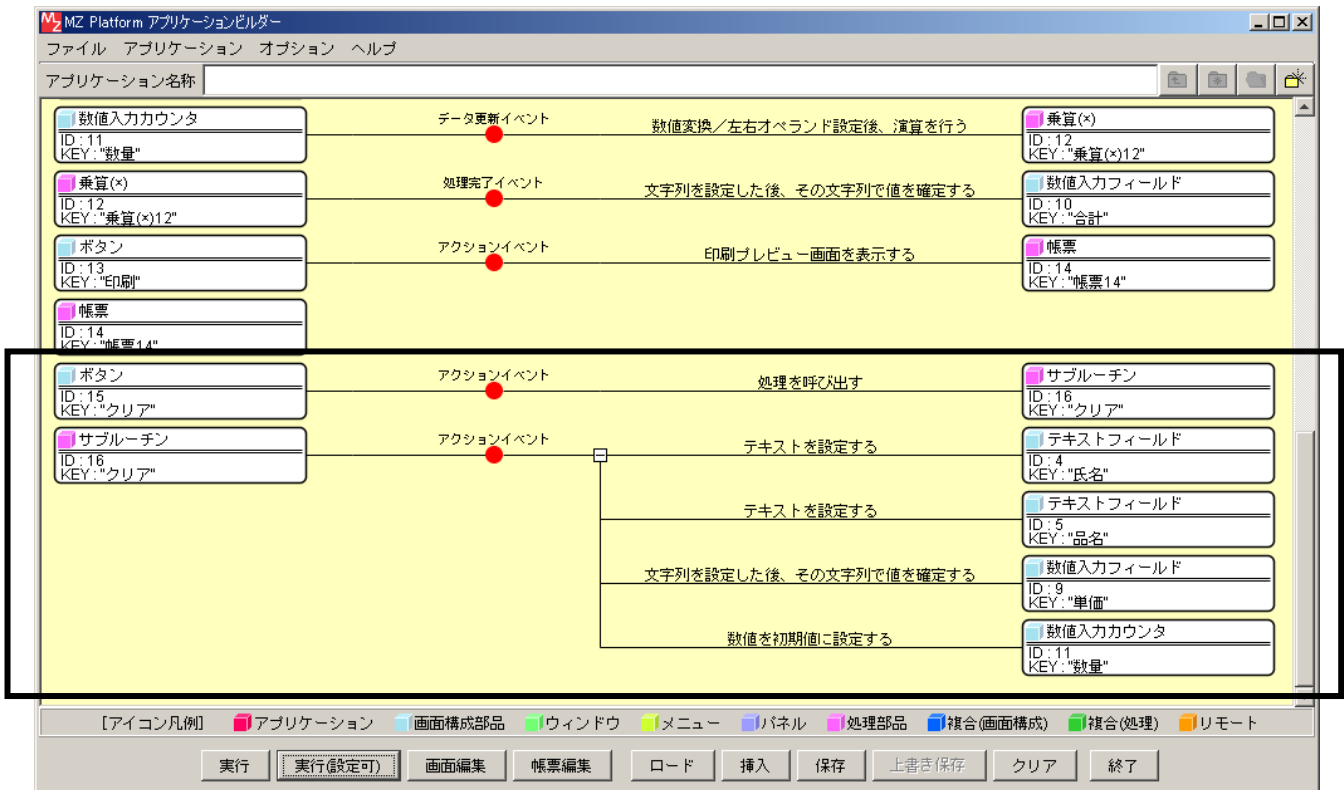 MZ Platform アプリケーションビルダー
ファイル アプリケーション オプション ヘルプ
アプリケーション名称
数値入力カウンタ
ID : 11
KEY : "数量"
データ更新イベント
数値変換／左右オペランド設定後、演算を行う
乗算(×)
ID : 12
KEY : "乗算(×)12"
乗算(×)
ID : 12
KEY : "乗算(×)12"
処理完了イベント
文字列を設定した後、その文字列で値を確定する
数値入力フィールド
ID : 10
KEY : "合計"
ボタン
ID : 13
KEY : "印刷"
アクションイベント
印刷プレビュー画面を表示する
帳票
ID : 14
KEY : "帳票14"
帳票
ID : 14
KEY : "帳票14"
ボタン
ID : 15
KEY : "クリア"
アクションイベント
処理を呼び出す
サブルーチン
ID : 16
KEY : "クリア"
サブルーチン
ID : 16
KEY : "クリア"
アクションイベント
テキストを設定する
テキストフィールド
ID : 4
KEY : "氏名"
テキストを設定する
テキストフィールド
ID : 5
KEY : "品名"
文字列を設定した後、その文字列で値を確定する
数値入力フィールド
ID : 9
KEY : "単価"
数値を初期値に設定する
数値入力カウンタ
ID : 11
KEY : "数量"
[アイコン凡例] アプリケーション 画面構成部品 ウィンドウ メニュー パネル 処理部品 複合(画面構成) 複合(処理) リモート
実行 実行(設定可) 画面編集 帳票編集 ロード 挿入 保存 上書き保存 クリア 終了